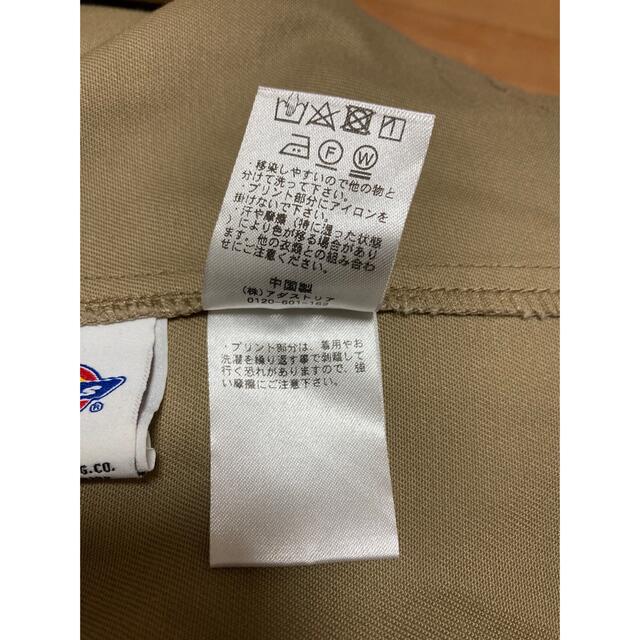 F W
・移染しやすいので他の物と
分けて洗って下さい。
・プリント部分にアイロンを
掛けないで下さい。
・汗や摩擦（特に湿った状態
）により色が移る場合があり
ます。他の衣類との組み合わ
せにご注意ください。
中国製
(株)アダストリア
0120-601-162
・プリント部分は、着用やお
洗濯を繰り返す事で剥離して
行く恐れがありますので、強
い摩擦にご注意下さい。
®
G.CO.